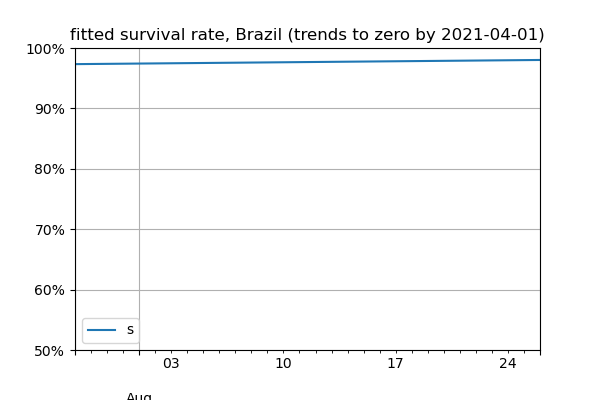 fitted survival rate, Brazil (trends to zero by 2021-04-01)
100%
90%
80%
70%
60%
50%
s
03 10 17 24
Aug